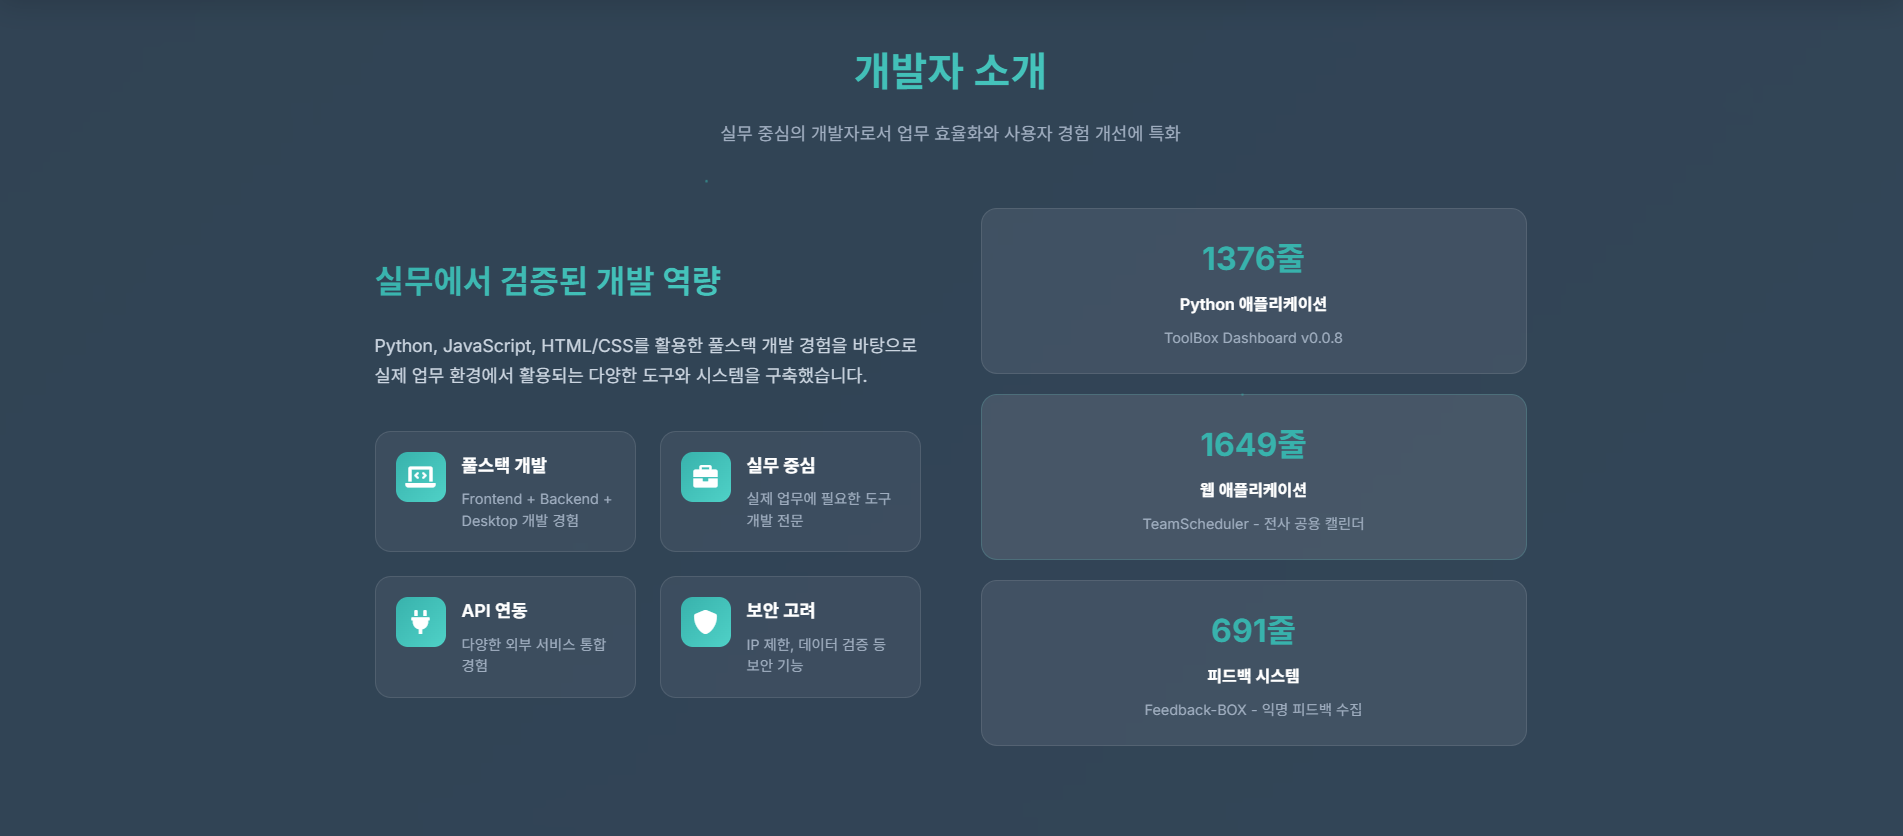 개발자 소개
실무 중심의 개발자로서 업무 효율화와 사용자 경험 개선에 특화
실무에서 검증된 개발 역량
Python, JavaScript, HTML/CSS를 활용한 풀스택 개발 경험을 바탕으로
실제 업무 환경에서 활용되는 다양한 도구와 시스템을 구축했습니다.
풀스택 개발
Frontend + Backend +
Desktop 개발 경험
실무 중심
실제 업무에 필요한 도구
개발 전문
API 연동
다양한 외부 서비스 통합
경험
보안 고려
IP 제한, 데이터 검증 등
보안 기능
1376줄
Python 애플리케이션
ToolBox Dashboard v0.0.8
1649줄
웹 애플리케이션
TeamScheduler - 전사 공용 캘린더
691줄
피드백 시스템
Feedback-BOX - 익명 피드백 수집